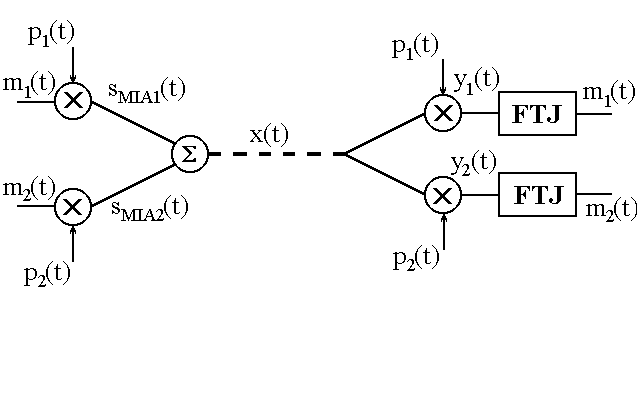 p1(t)
m1(t)
sMIA1(t)
Σ
x(t)
m2(t)
sMIA2(t)
p2(t)
p1(t)
y1(t)
FTJ
m1(t)
y2(t)
FTJ
m2(t)
p2(t)